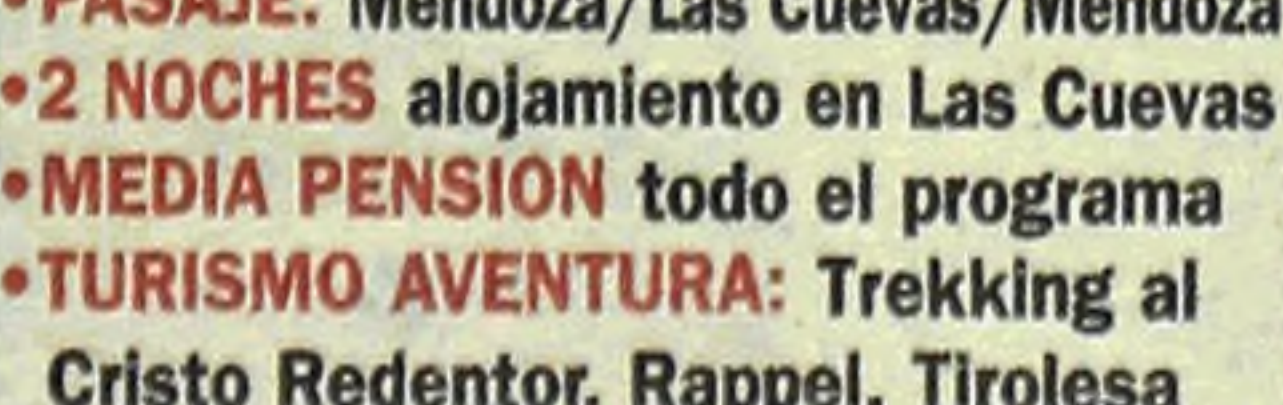 •PASAJE: Mendoza/Las Cuevas/Mendoza
•2 NOCHES alojamiento en Las Cuevas
•MEDIA PENSION todo el programa
•TURISMO AVENTURA: Trekking al
Cristo Redentor, Rappel, Tirolesa